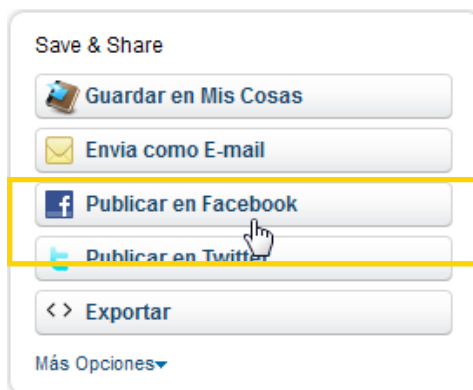 Save & Share
Guardar en Mis Cosas
Envia como E-mail
Publicar en Facebook
Publicar en Twitter
Exportar
Más Opciones